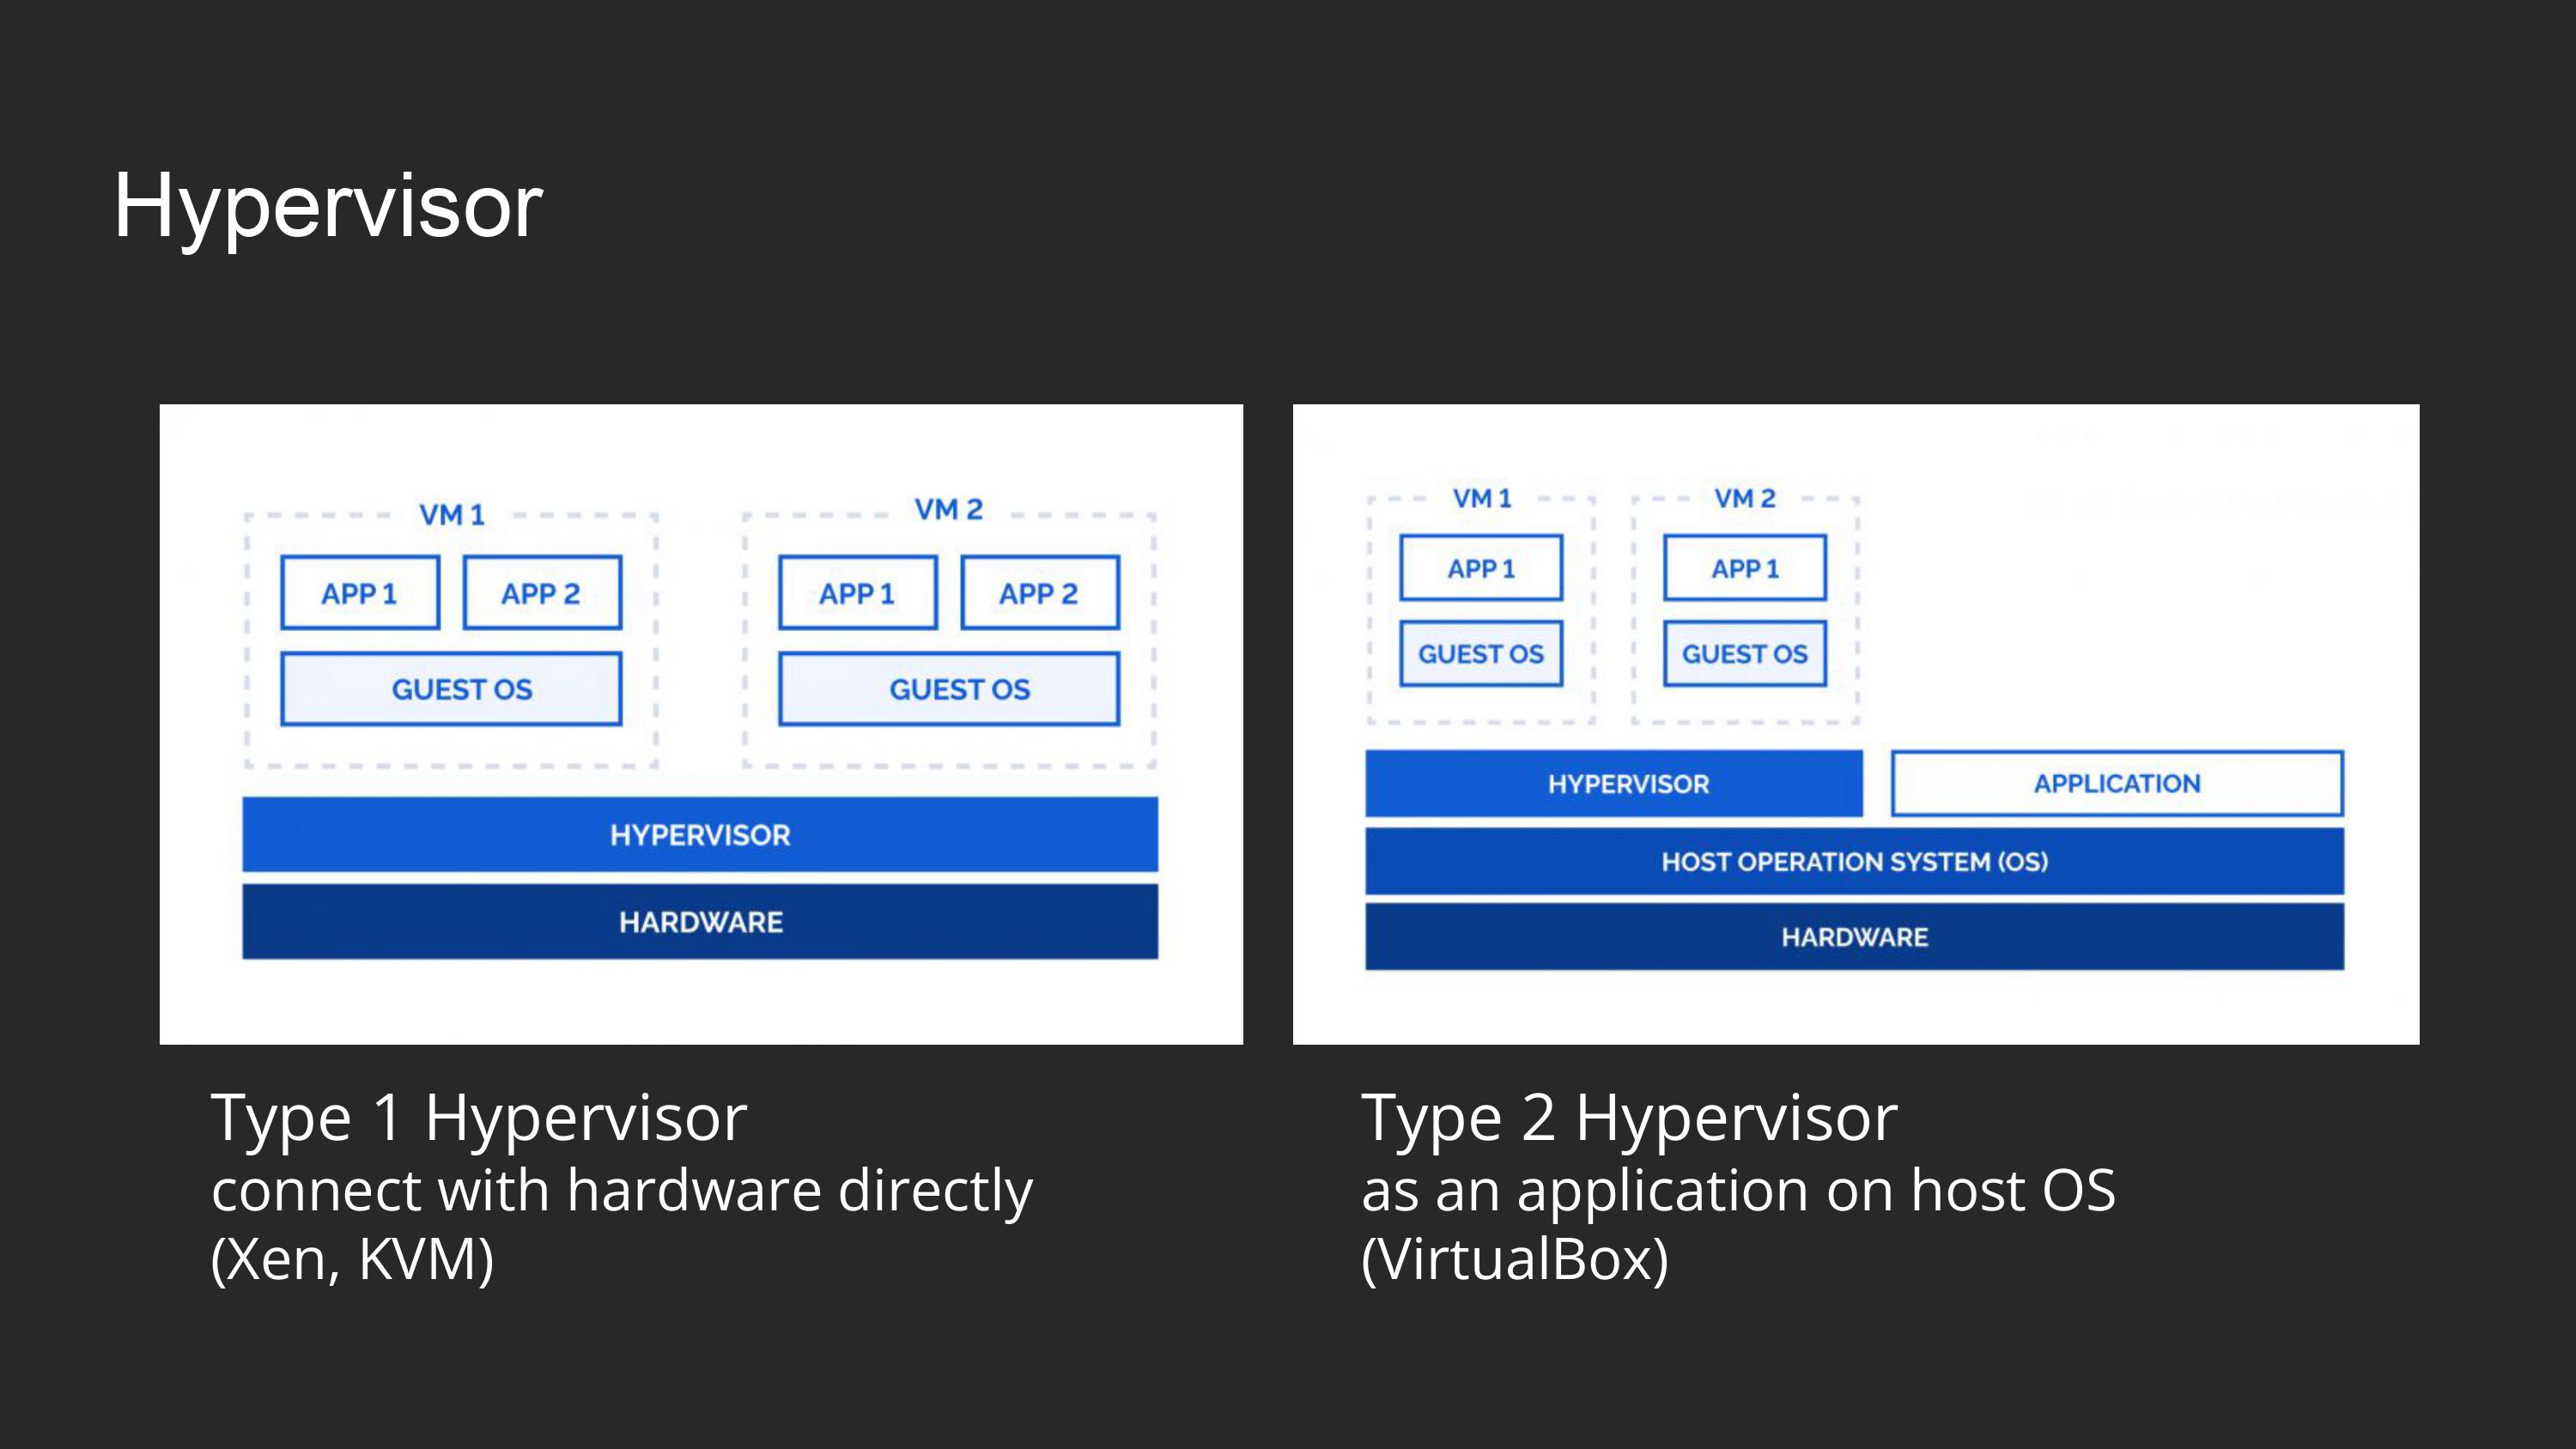 Hypervisor
VM 1
VM 2
APP 1 APP 2
APP 1 APP 2
GUEST OS
GUEST OS
HYPERVISOR
HARDWARE
VM 1
VM 2
APP 1
APP 1
GUEST OS
GUEST OS
HYPERVISOR
APPLICATION
HOST OPERATION SYSTEM (OS)
HARDWARE
Type 1 Hypervisor
connect with hardware directly
(Xen, KVM)
Type 2 Hypervisor
as an application on host OS
(VirtualBox)